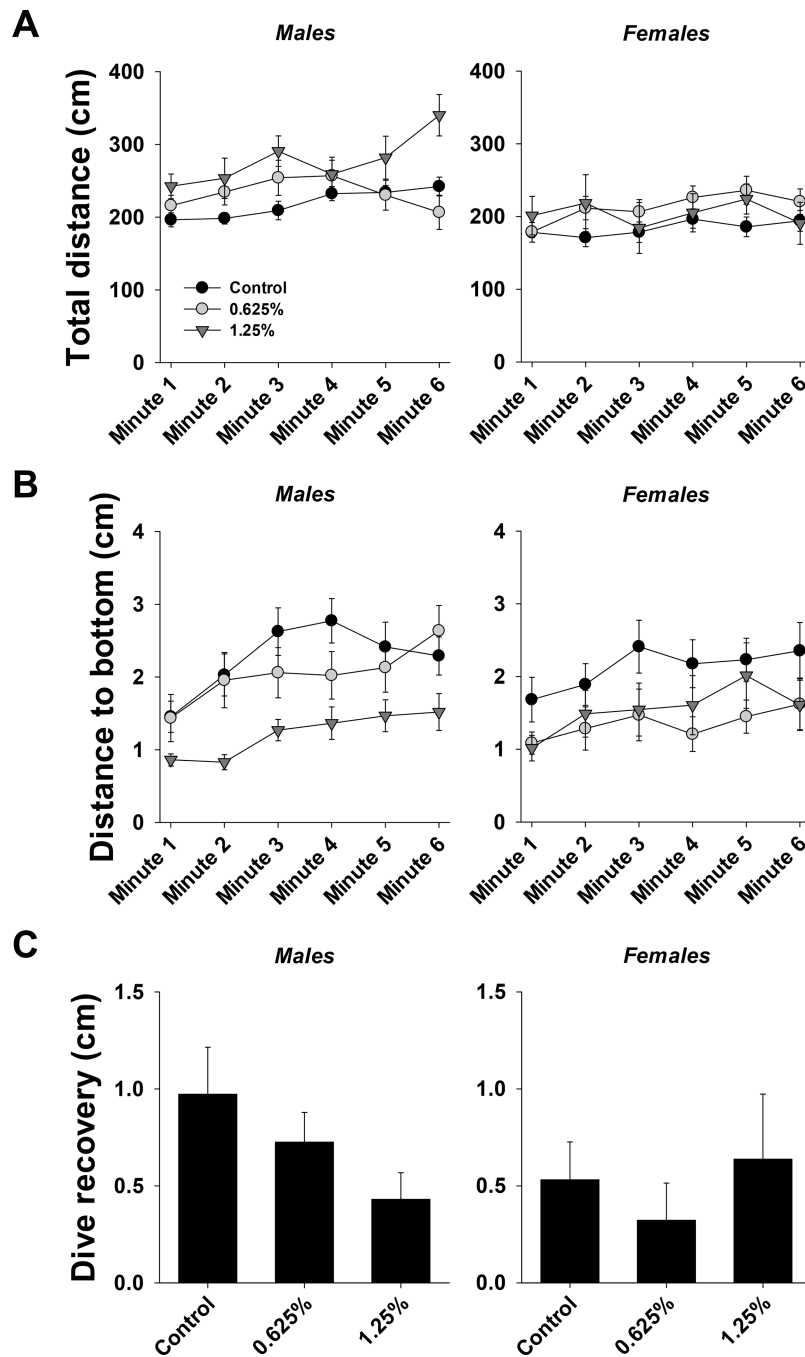 A
Males
Females
Total distance (cm)
400
300
200
100
0
Control
0.625%
1.25%
Minute 1
Minute 2
Minute 3
Minute 4
Minute 5
Minute 6
400
300
200
100
0
Minute 1
Minute 2
Minute 3
Minute 4
Minute 5
Minute 6
B
Males
Females
Distance to bottom (cm)
4
3
2
1
0
Minute 1
Minute 2
Minute 3
Minute 4
Minute 5
Minute 6
4
3
2
1
0
Minute 1
Minute 2
Minute 3
Minute 4
Minute 5
Minute 6
C
Males
Females
Dive recovery (cm)
1.5
1.0
0.5
0.0
Control
0.625%
1.25%
1.5
1.0
0.5
0.0
Control
0.625%
1.25%